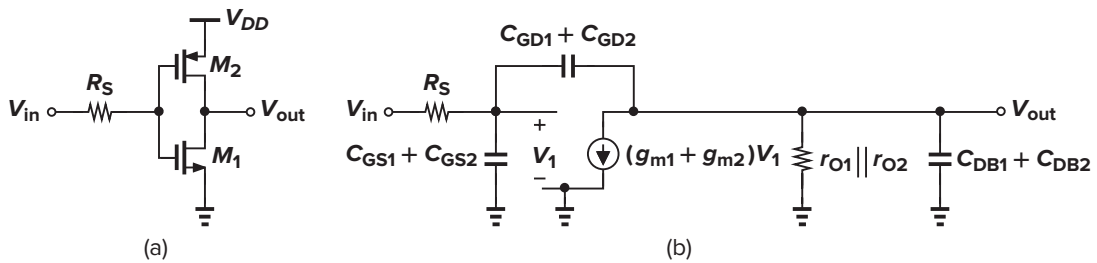 V_DD
M_2
R_S
V_in
V_out
M_1
(a)
C_GD1 + C_GD2
R_S
V_in
V_out
+
C_GS1 + C_GS2
V_1
(g_m1 + g_m2)V_1
r_O1||r_O2
C_DB1 + C_DB2
−
(b)